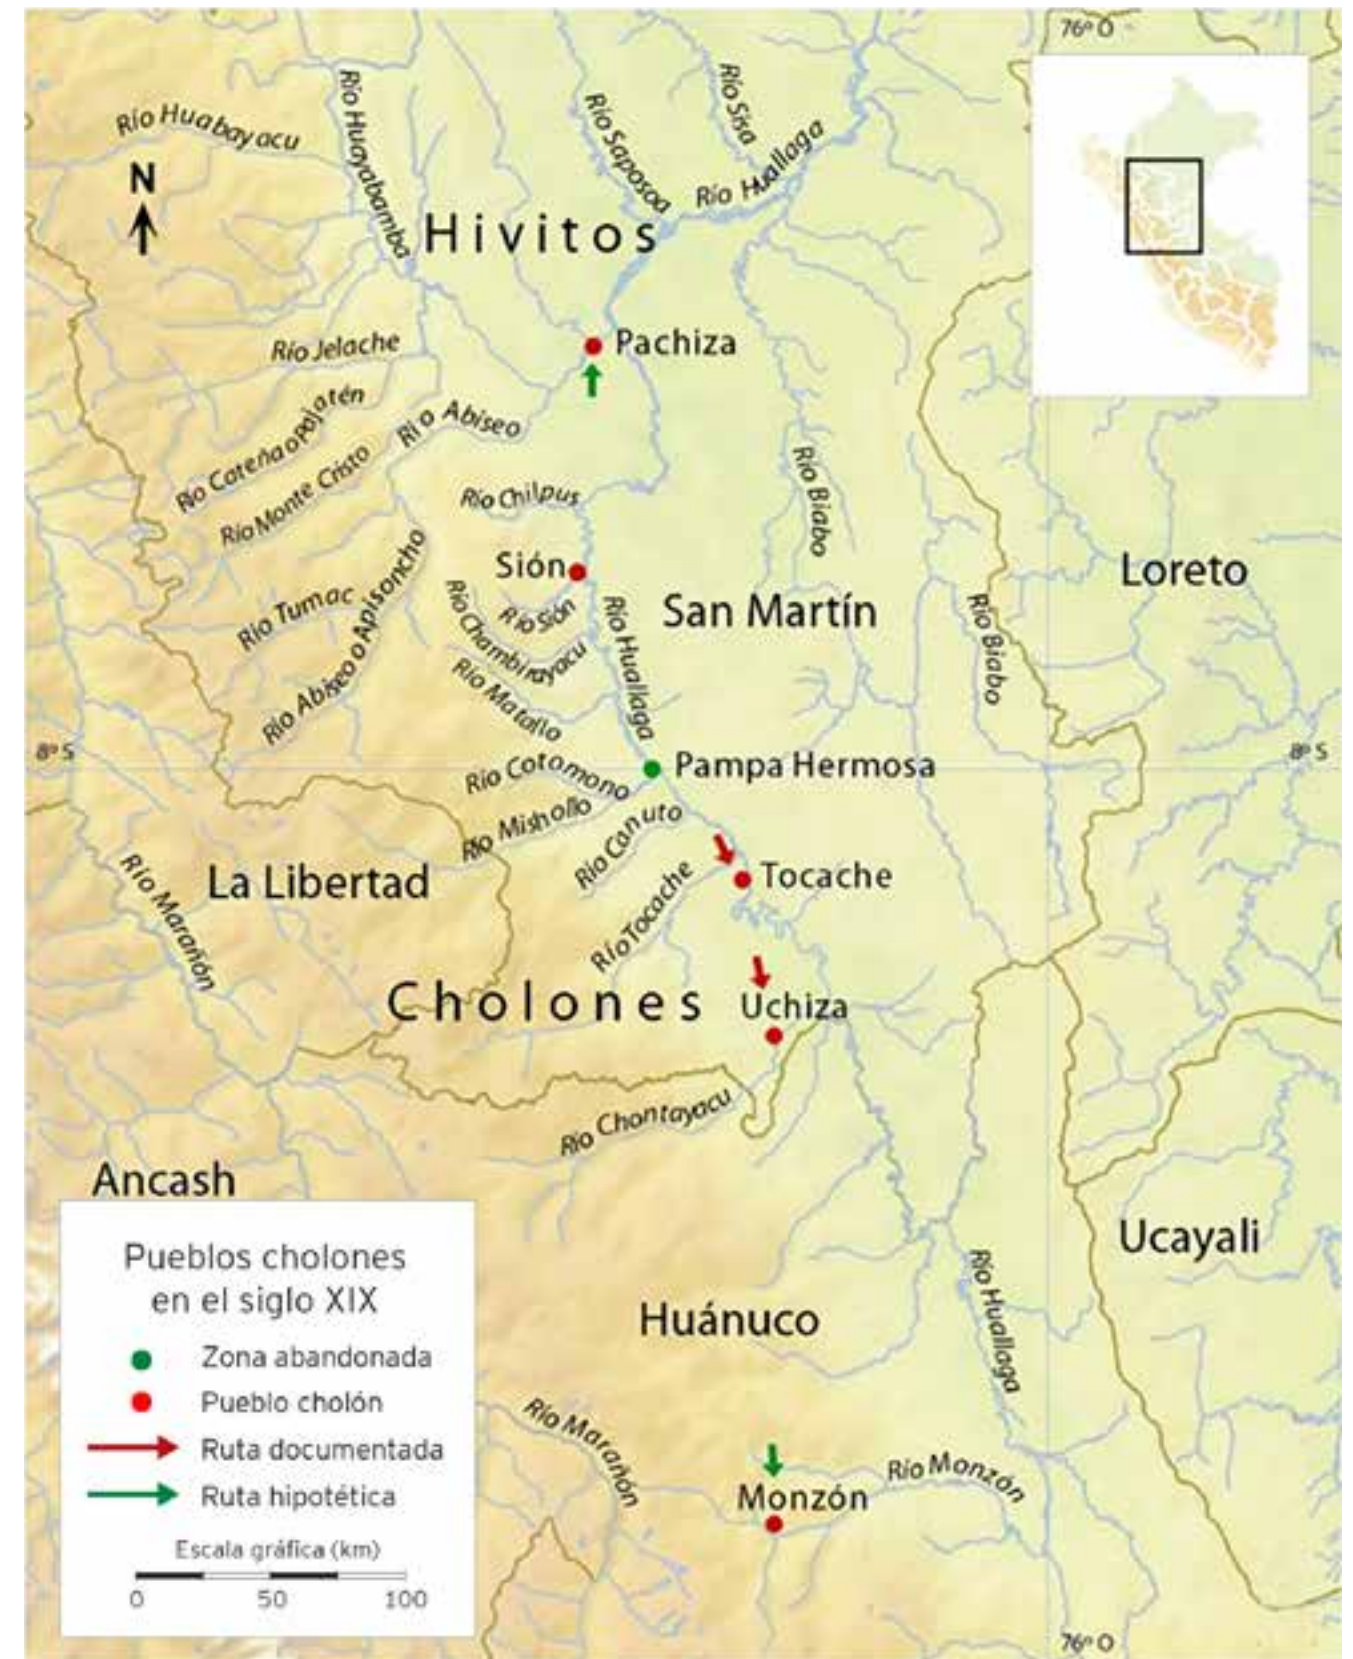 76º O
Río Huabayacu
Río Huayabamba
Río Saposoa
Río Sisa
Río Huallaga
N
Hivitos
Río Jelache
Pachiza
Río Cateña o pajatén
Río Abiseo
Río Monte Cristo
Río Chilpus
Río Biabo
Sión
Loreto
Río Tumac
Río Abiseo o Apisoncho
Río Sión
Río Chambirayacu
Río Huallaga
San Martín
Río Biabo
Río Matallo
8º S
8º S
Río Cotomono
Pampa Hermosa
Río Mishollo
Río Canuto
Río Marañón
La Libertad
Río Tocache
Tocache
Cholones
Uchiza
Río Chontayacu
Ancash
Ucayali
Huánuco
Río Huallaga
Pueblos cholones
en el siglo XIX
Zona abandonada
Pueblo cholón
Ruta documentada
Ruta hipotética
Escala gráfica (km)
0 50 100
Río Marañón
Río Monzón
Monzón
76º O